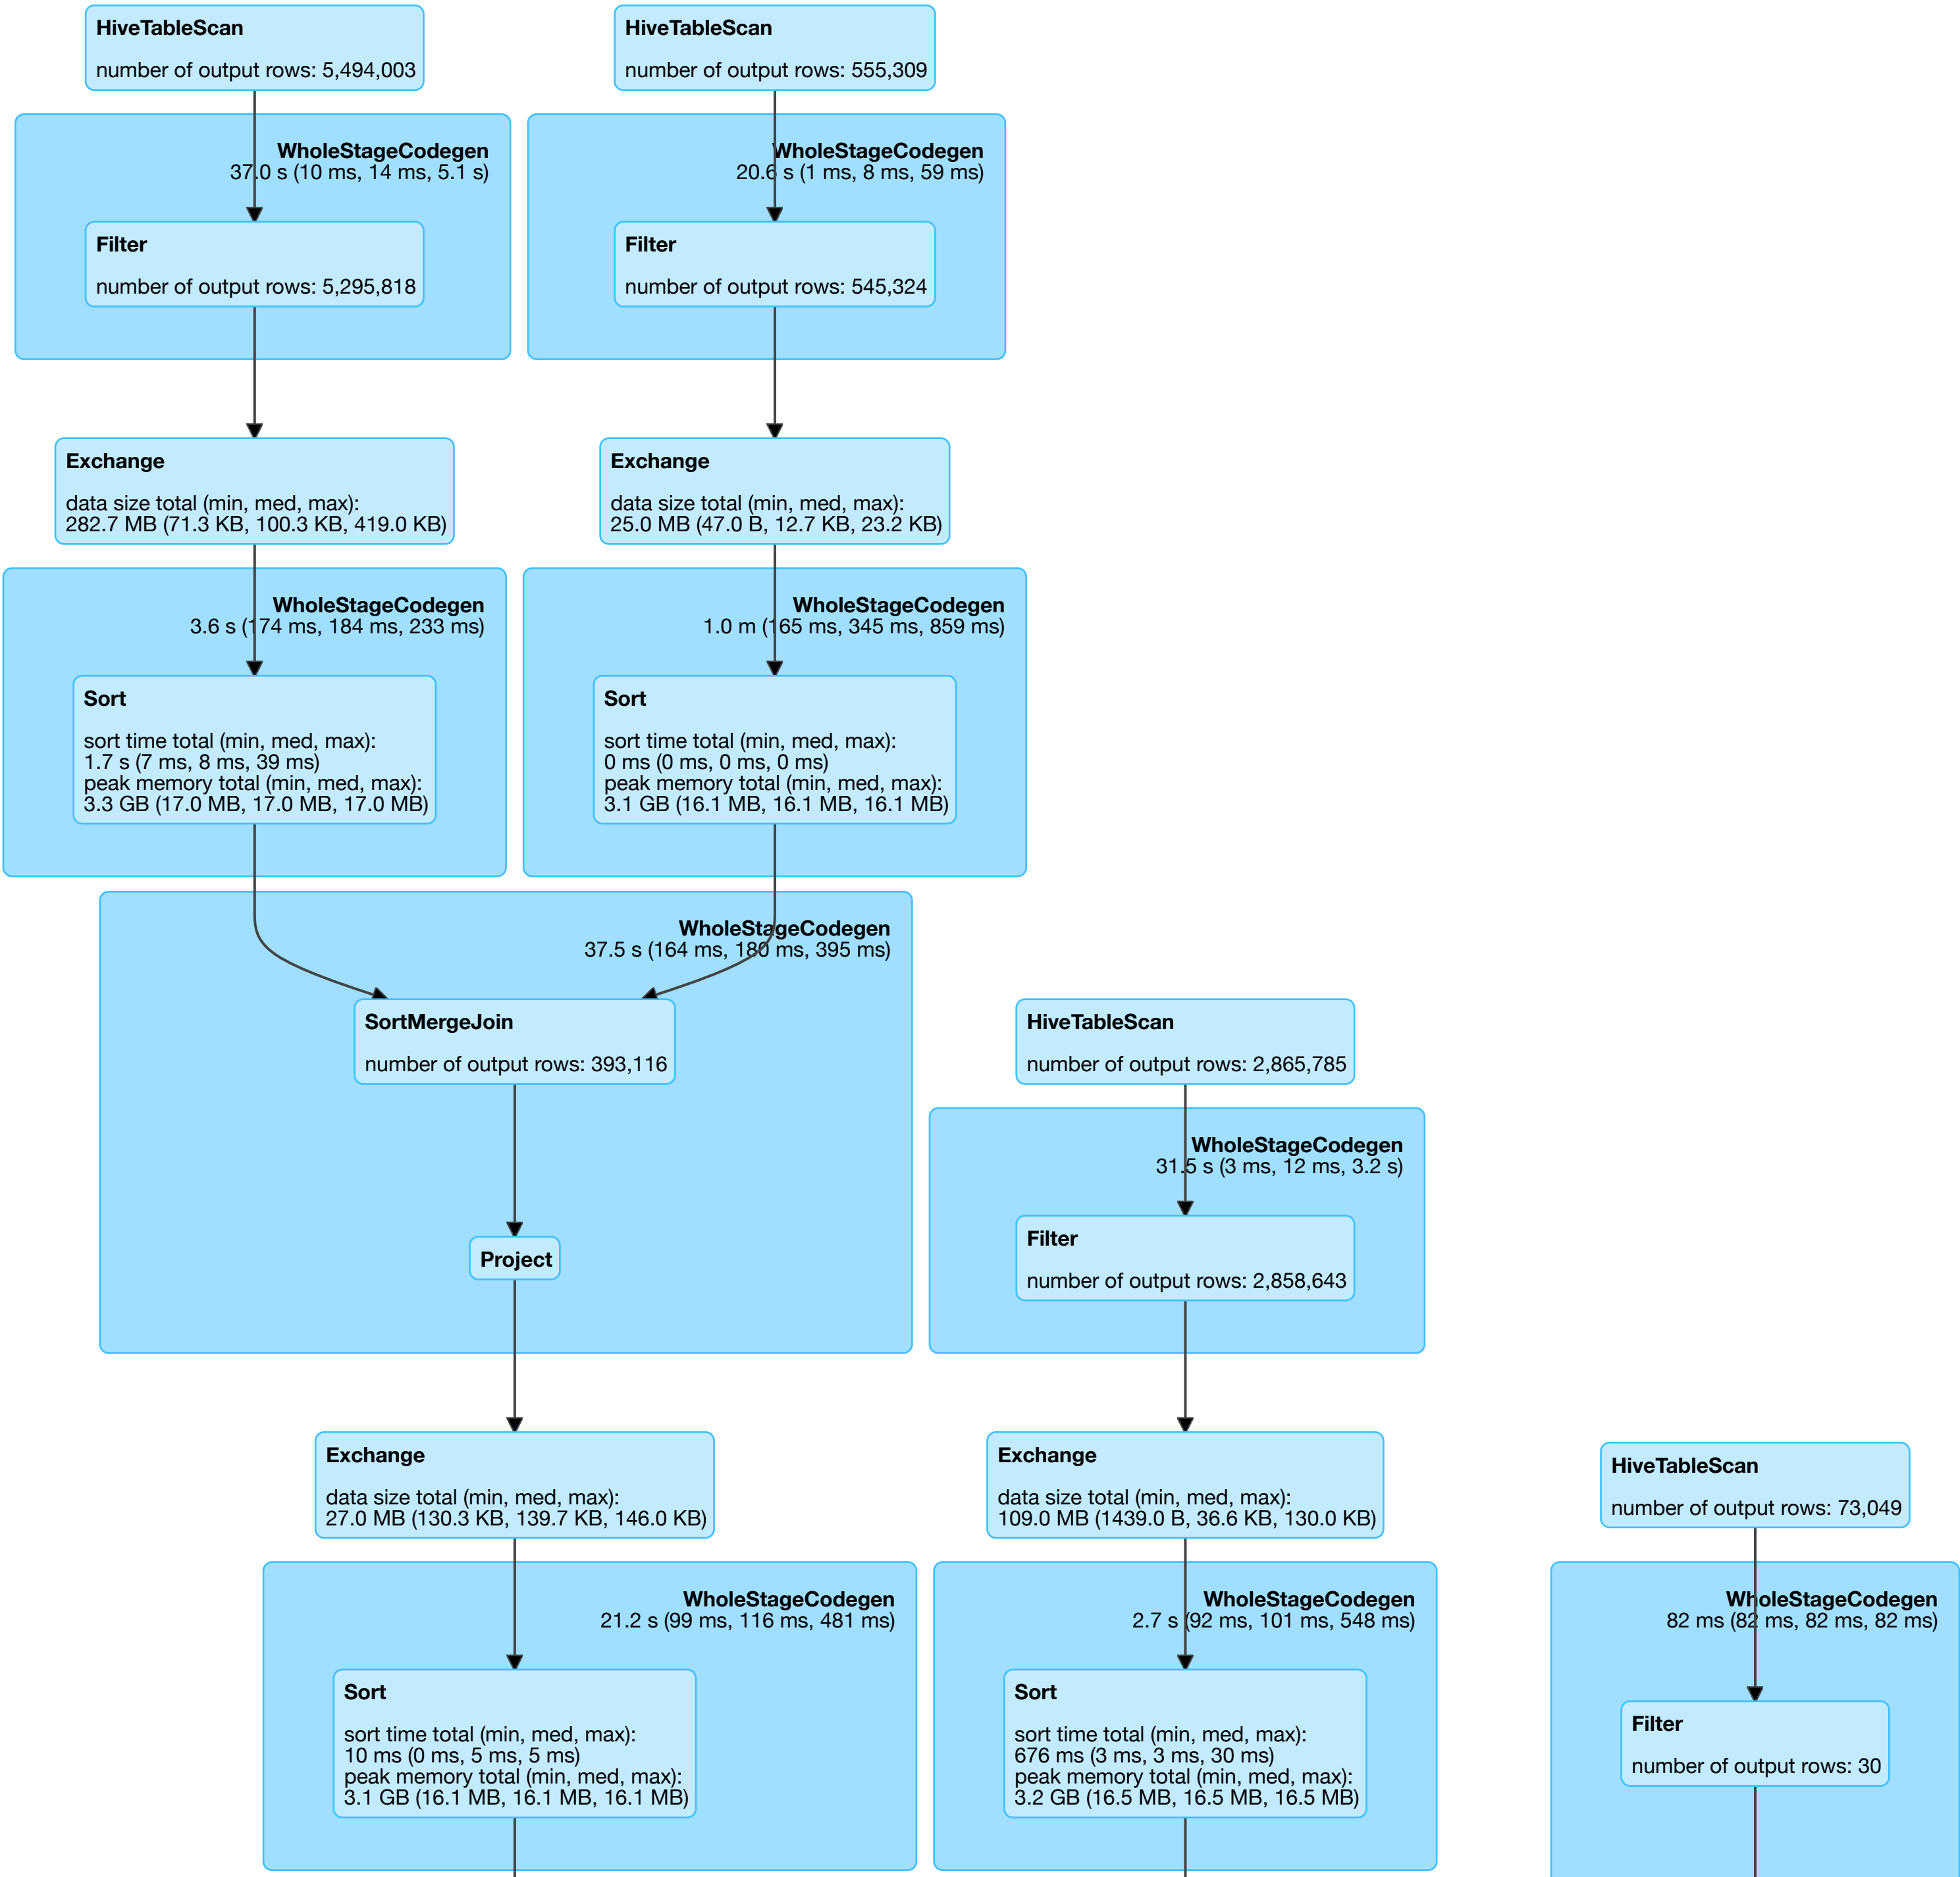 HiveTableScan
number of output rows: 5,494,003
HiveTableScan
number of output rows: 555,309
WholeStageCodegen
37.0 s (10 ms, 14 ms, 5.1 s)
Filter
number of output rows: 5,295,818
WholeStageCodegen
20.6 s (1 ms, 8 ms, 59 ms)
Filter
number of output rows: 545,324
Exchange
data size total (min, med, max):
282.7 MB (71.3 KB, 100.3 KB, 419.0 KB)
Exchange
data size total (min, med, max):
25.0 MB (47.0 B, 12.7 KB, 23.2 KB)
WholeStageCodegen
3.6 s (174 ms, 184 ms, 233 ms)
Sort
sort time total (min, med, max):
1.7 s (7 ms, 8 ms, 39 ms)
peak memory total (min, med, max):
3.3 GB (17.0 MB, 17.0 MB, 17.0 MB)
WholeStageCodegen
1.0 m (165 ms, 345 ms, 859 ms)
Sort
sort time total (min, med, max):
0 ms (0 ms, 0 ms, 0 ms)
peak memory total (min, med, max):
3.1 GB (16.1 MB, 16.1 MB, 16.1 MB)
WholeStageCodegen
37.5 s (164 ms, 180 ms, 395 ms)
SortMergeJoin
number of output rows: 393,116
Project
HiveTableScan
number of output rows: 2,865,785
WholeStageCodegen
31.5 s (3 ms, 12 ms, 3.2 s)
Filter
number of output rows: 2,858,643
Exchange
data size total (min, med, max):
27.0 MB (130.3 KB, 139.7 KB, 146.0 KB)
Exchange
data size total (min, med, max):
109.0 MB (1439.0 B, 36.6 KB, 130.0 KB)
HiveTableScan
number of output rows: 73,049
WholeStageCodegen
21.2 s (99 ms, 116 ms, 481 ms)
Sort
sort time total (min, med, max):
10 ms (0 ms, 5 ms, 5 ms)
peak memory total (min, med, max):
3.1 GB (16.1 MB, 16.1 MB, 16.1 MB)
WholeStageCodegen
2.7 s (92 ms, 101 ms, 548 ms)
Sort
sort time total (min, med, max):
676 ms (3 ms, 3 ms, 30 ms)
peak memory total (min, med, max):
3.2 GB (16.5 MB, 16.5 MB, 16.5 MB)
WholeStageCodegen
82 ms (82 ms, 82 ms, 82 ms)
Filter
number of output rows: 30